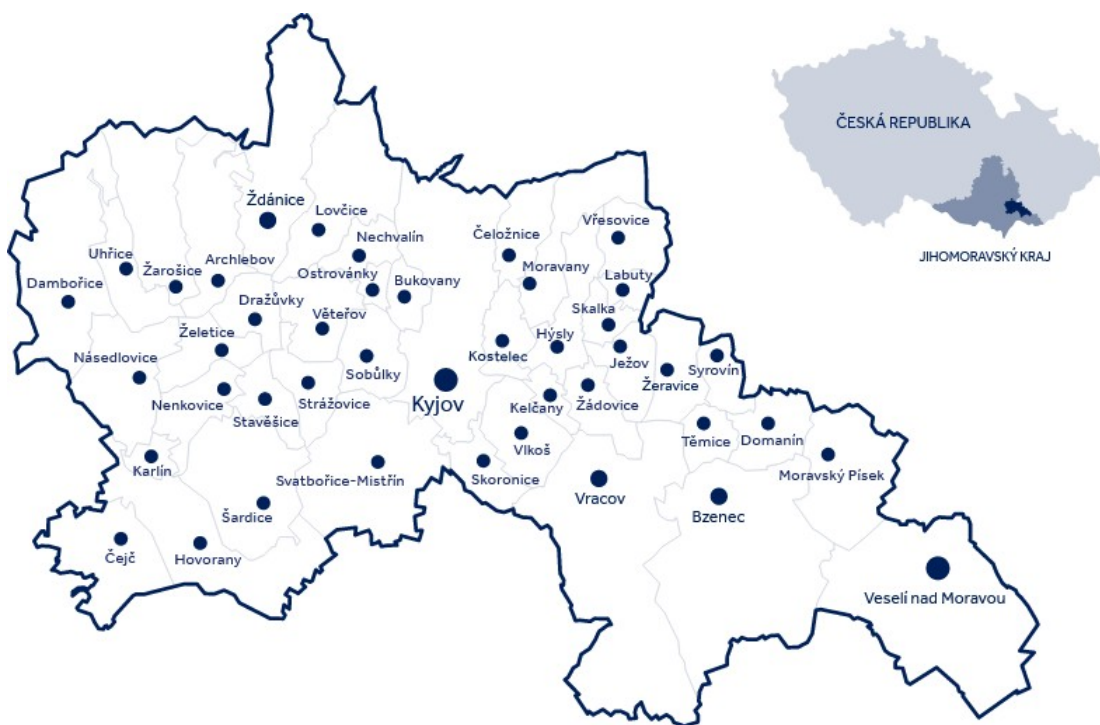 ČESKÁ REPUBLIKA
JIHOMORAVSKÝ KRAJ
Ždánice
Lovčice
Nechvalín
Čeložnice
Vřesovice
Uhřice
Žarošice
Archlebov
Ostrovánky
Bukovany
Moravany
Labuty
Dambořice
Dražůvky
Věteřov
Skalka
Želetice
Hýsly
Násedlovice
Sobůlky
Kostelec
Ježov
Syrovín
Žeravice
Nenkovice
Stavěšice
Strážovice
Kyjov
Kelčany
Žádovice
Vlkoš
Těmice
Domanín
Karlín
Svatbořice-Mistřín
Skoronice
Moravský Písek
Vracov
Bzenec
Šardice
Čejč
Hovorany
Veselí nad Moravou